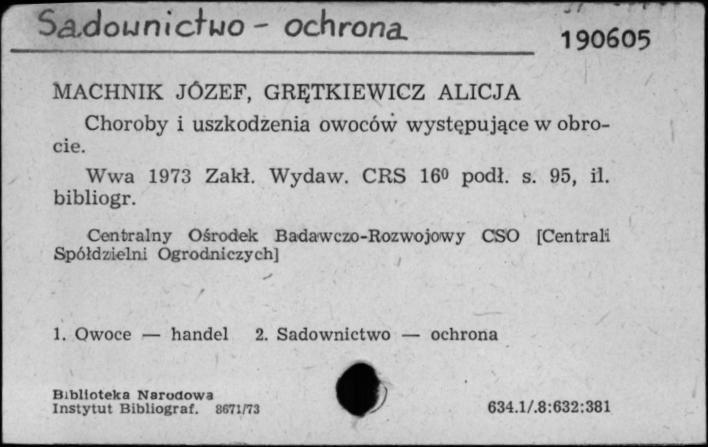 Sadownictwo - ochrona
190605
MACHNIK JÓZEF, GRĘTKIEWICZ ALICJA
Choroby i uszkodzenia owoców występujące w obro-
cie.
Wwa 1973 Zakł. Wydaw. CRS 16⁰ podł. s. 95, il.
bibliogr.
Centralny Ośrodek Badawczo-Rozwojowy CSO [Centrali
Spółdzielni Ogrodniczych]
1. Owoce — handel 2. Sadownictwo — ochrona
Biblioteka Narodowa
Instytut Bibliograf. 8671/73
634.1/.8:632:381